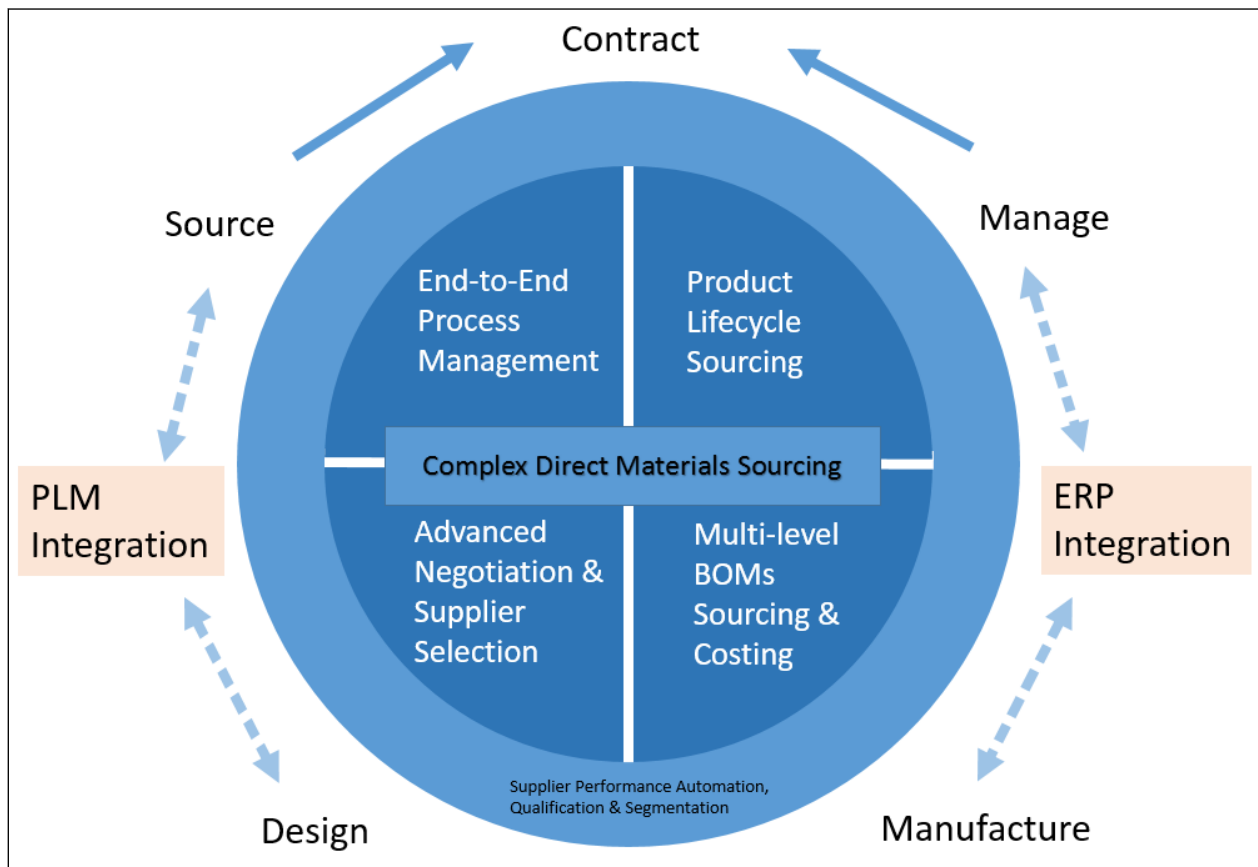 Contract
Source
Manage
End-to-End
Process
Management
Product
Lifecycle
Sourcing
Complex Direct Materials Sourcing
PLM
Integration
ERP
Integration
Advanced
Negotiation &
Supplier
Selection
Multi-level
BOMs
Sourcing &
Costing
Supplier Performance Automation,
Qualification & Segmentation
Design
Manufacture